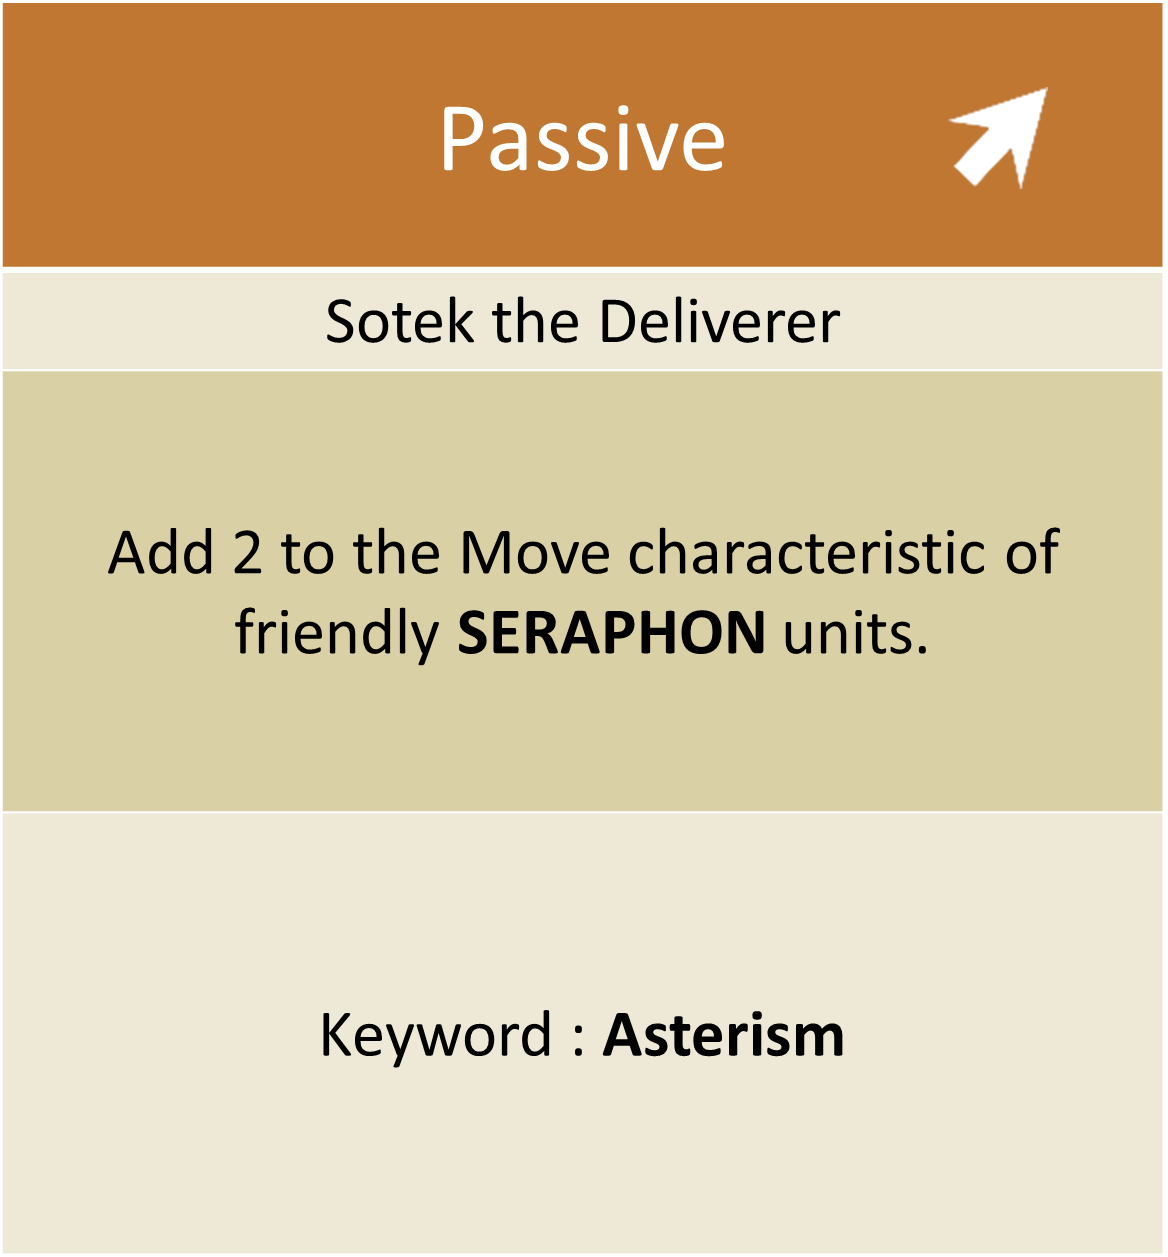 Passive
Sotek the Deliverer
Add 2 to the Move characteristic of
friendly SERAPHON units.
Keyword : Asterism